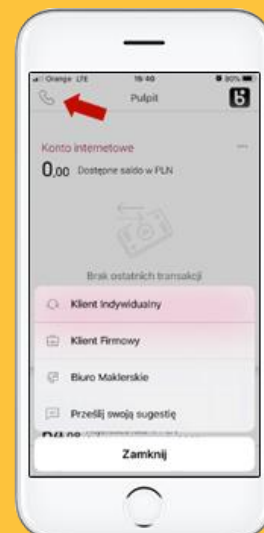 Orange LTE 15:40 80%
Pulpit
Konto internetowe
0,00 Dostępne saldo w PLN
Brak ostatnich transakcji
Klient Indywidualny
Klient Firmowy
Biuro Maklerskie
Prześlij swoją sugestię
Zamknij